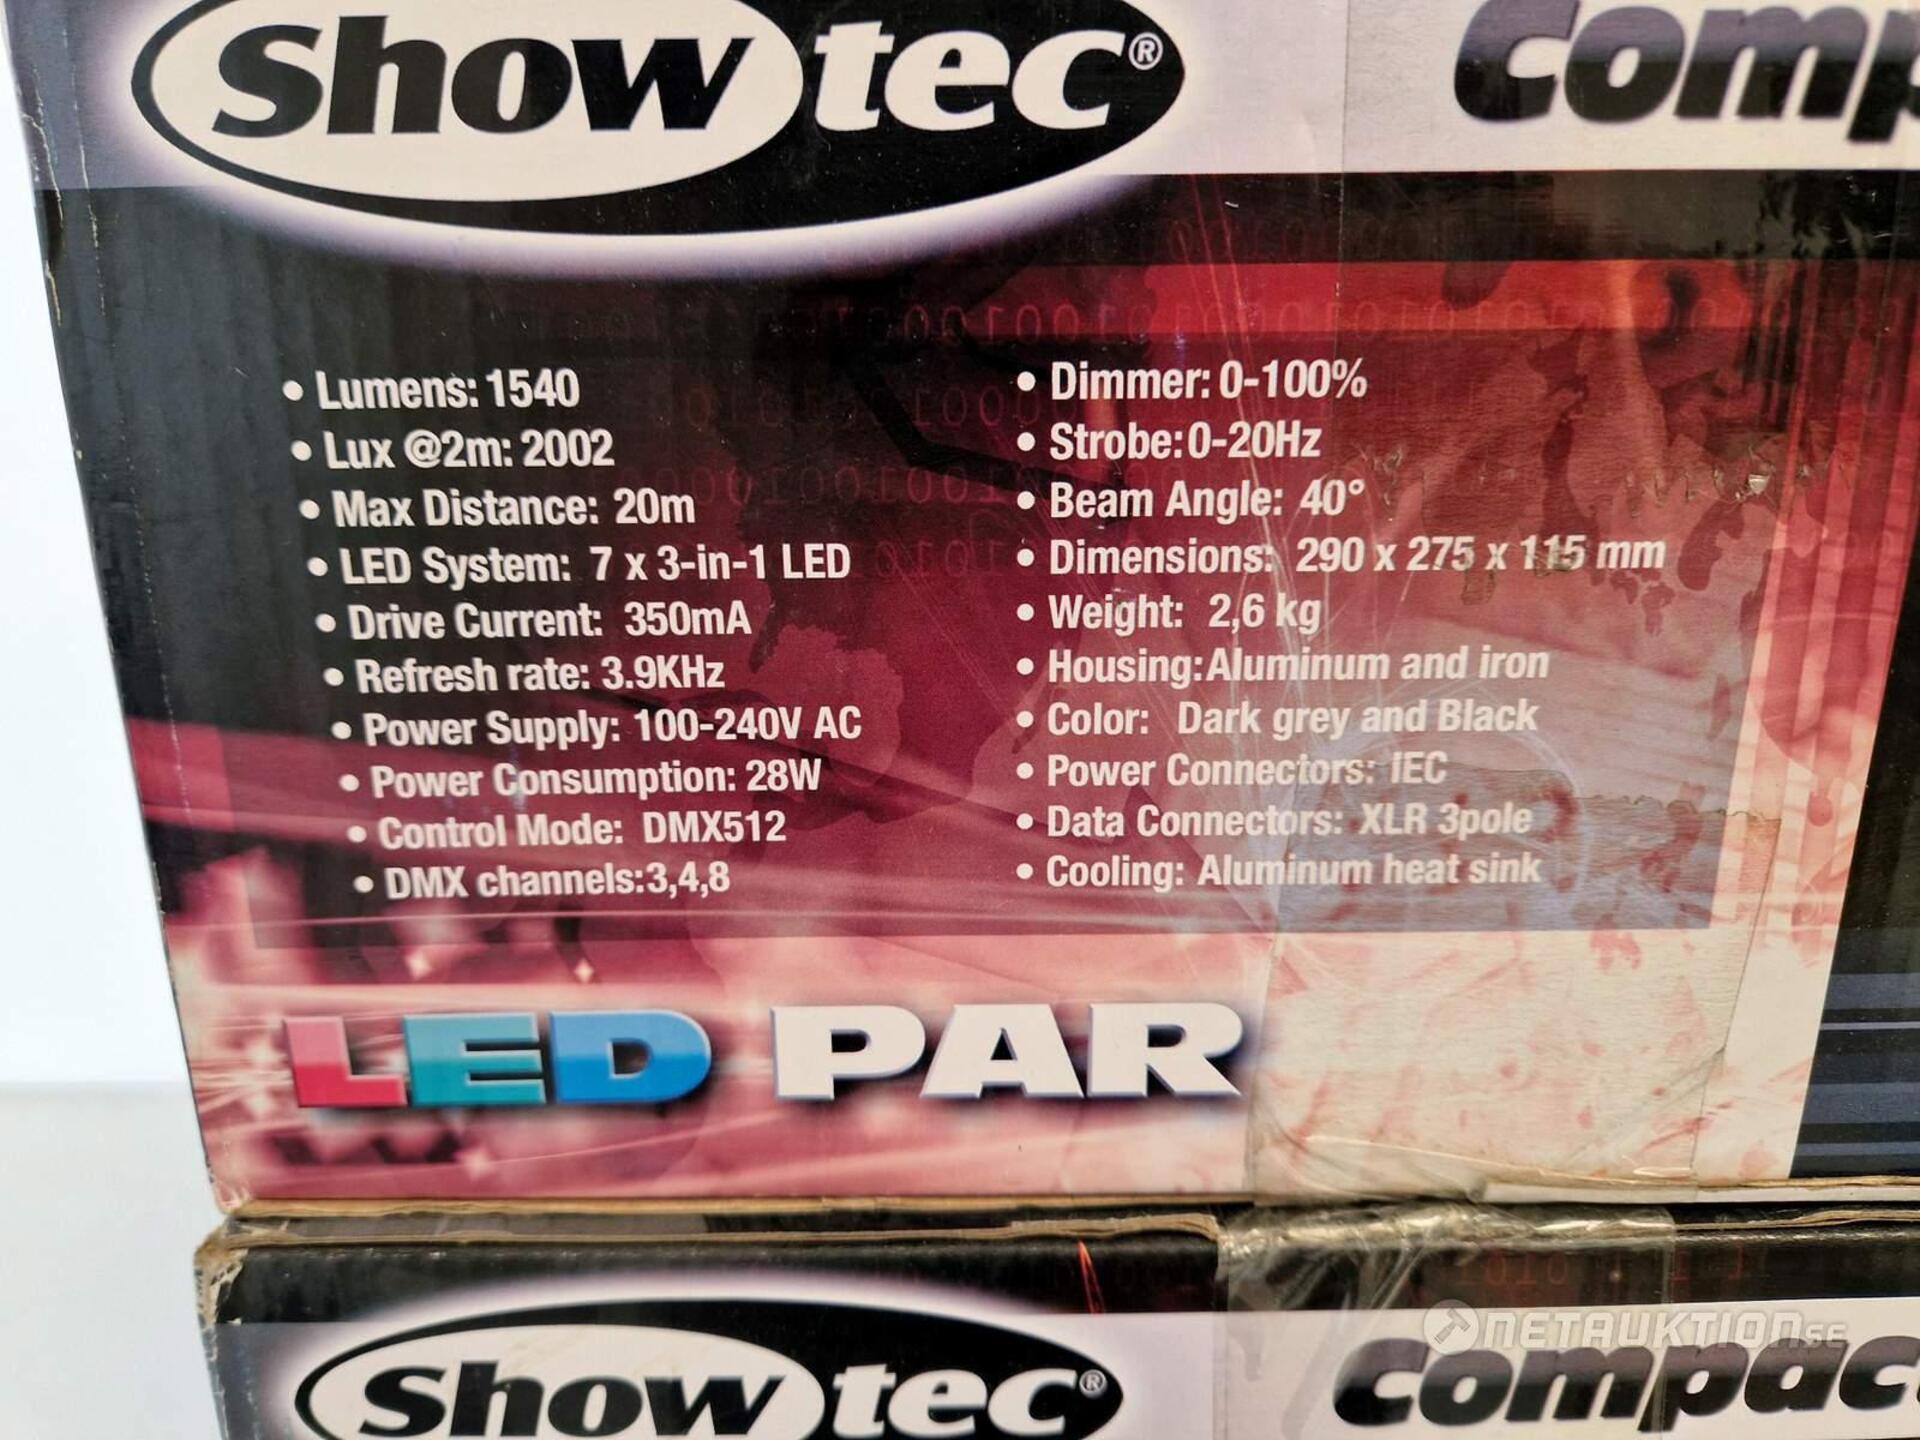 Showtec®
Comp
• Lumens: 1540
• Lux @2m: 2002
• Max Distance: 20m
• LED System: 7 x 3-in-1 LED
• Drive Current: 350mA
• Refresh rate: 3.9KHz
• Power Supply: 100-240V AC
• Power Consumption: 28W
• Control Mode: DMX512
• DMX channels:3,4,8
• Dimmer: 0-100%
• Strobe:0-20Hz
• Beam Angle: 40°
• Dimensions: 290 x 275 x 115 mm
• Weight: 2,6 kg
• Housing:Aluminum and iron
• Color: Dark grey and Black
• Power Connectors: IEC
• Data Connectors: XLR 3pole
• Cooling: Aluminum heat sink
LED PAR
NETAUKTION.SE
Showtec®
Compac